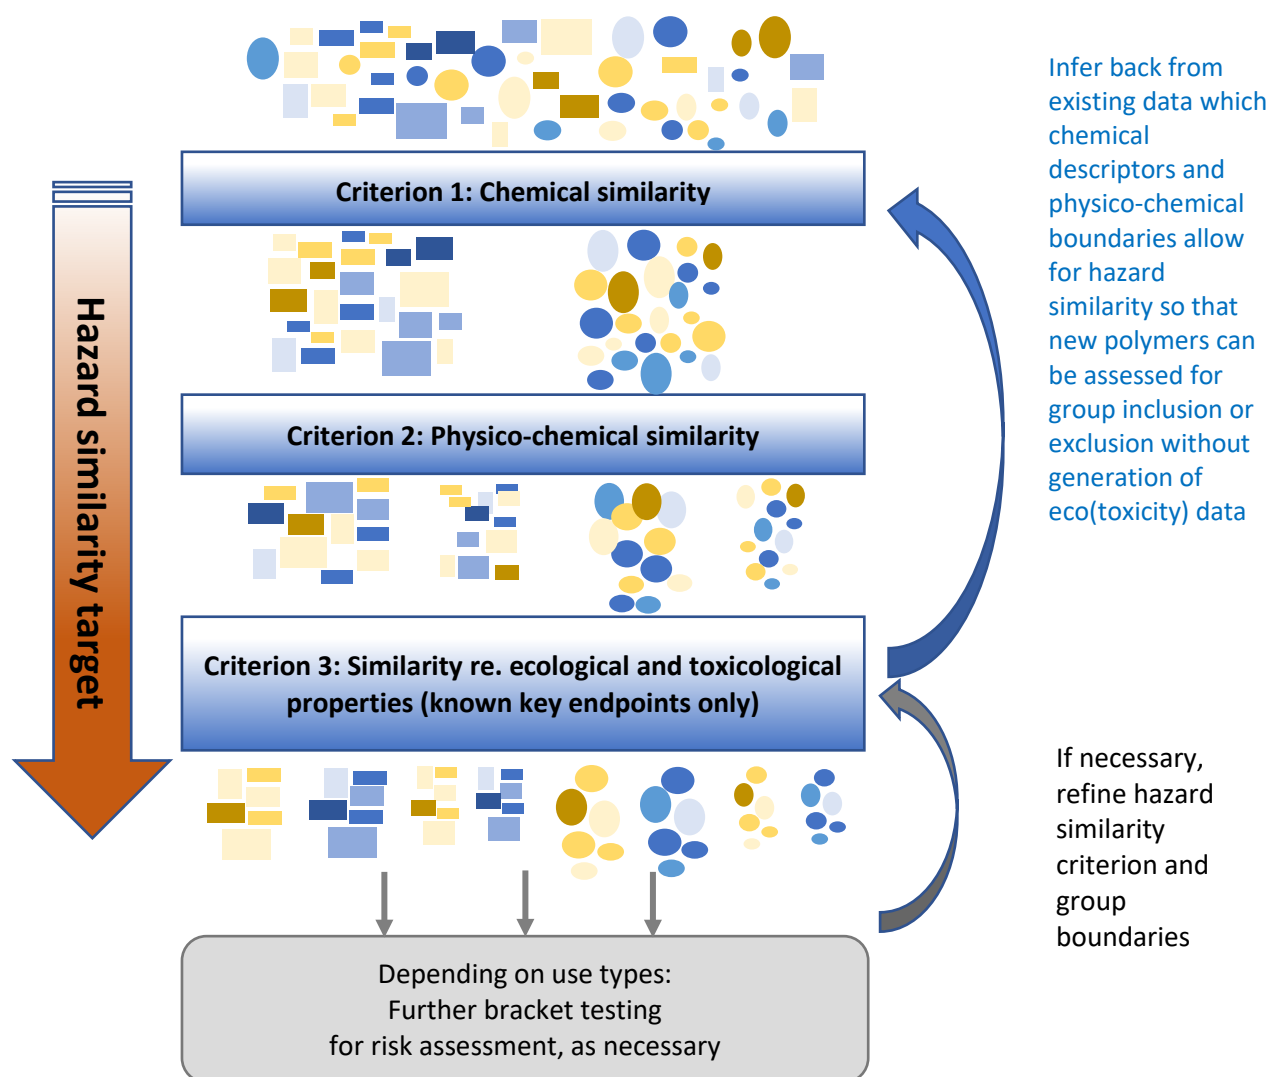 Infer back from
existing data which
chemical
descriptors and
physico-chemical
boundaries allow
for hazard
similarity so that
new polymers can
be assessed for
group inclusion or
exclusion without
generation of
eco(toxicity) data
Criterion 1: Chemical similarity
Hazard similarity target
Criterion 2: Physico-chemical similarity
Criterion 3: Similarity re. ecological and toxicological
properties (known key endpoints only)
If necessary,
refine hazard
similarity
criterion and
group
boundaries
Depending on use types:
Further bracket testing
for risk assessment, as necessary